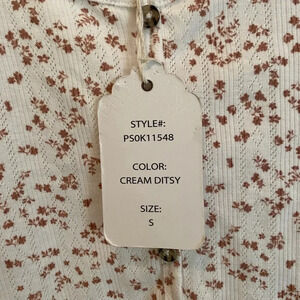 STYLE#:
PS0K11548
COLOR:
CREAM DITSY
SIZE:
S